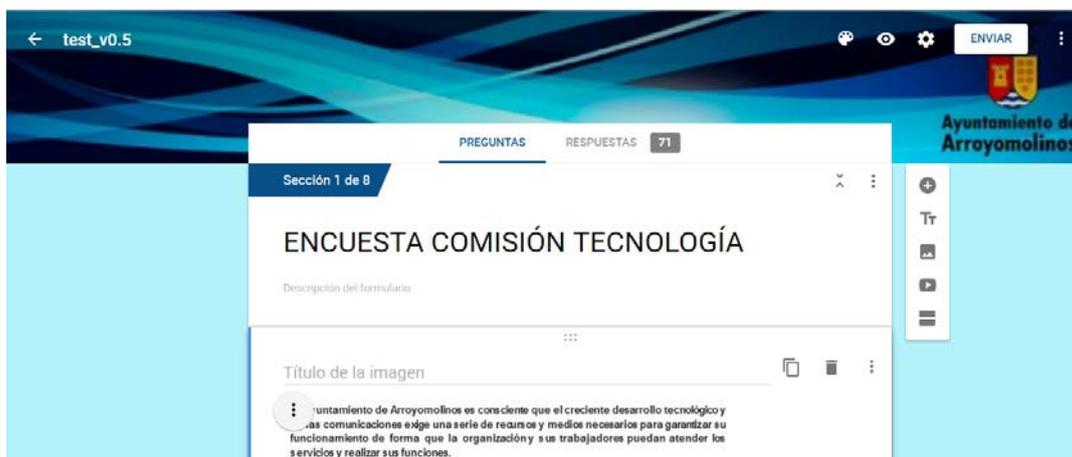 test_v0.5
ENVIAR
Ayuntamiento de
Arroyomolinos
PREGUNTAS RESPUESTAS 71
Sección 1 de 8
ENCUESTA COMISIÓN TECNOLOGÍA
Descripción del formulario
Tt
Título de la imagen
untamiento de Arroyomolinos es consciente que el creciente desarrollo tecnológico y
as comunicaciones exige una serie de recursos y medios necesarios para garantizar su
funcionamiento de forma que la organización y sus trabajadores puedan atender los
servicios y realizar sus funciones.